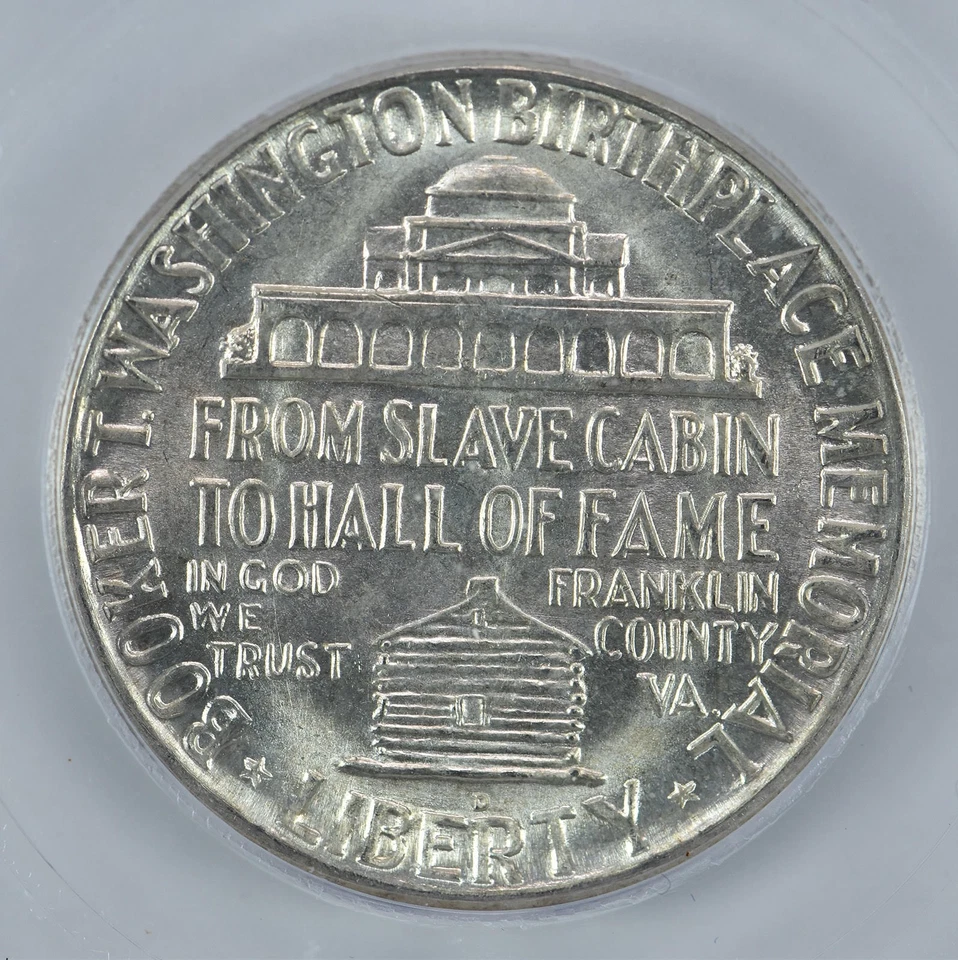 BOOKER T. WASHINGTON BIRTHPLACE MEMORIAL
FROM SLAVE CABIN
TO HALL OF FAME
IN GOD
WE
TRUST
FRANKLIN
COUNTY
VA.
D
LIBERTY